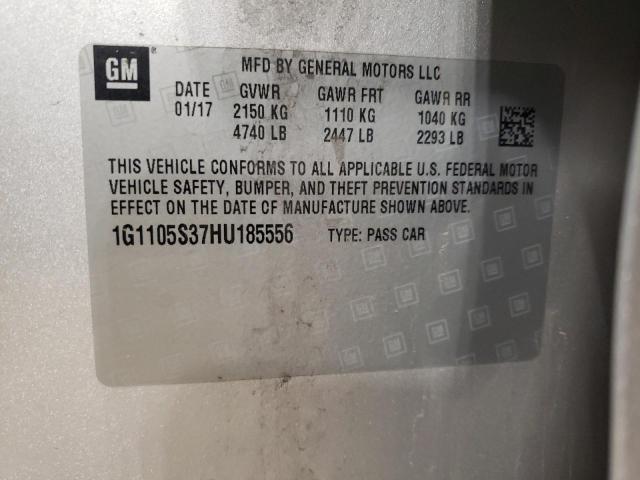 GM ® MFD BY GENERAL MOTORS LLC
DATE GVWR GAWR FRT GAWR RR
01/17 2150 KG 1110 KG 1040 KG
4740 LB 2447 LB 2293 LB
THIS VEHICLE CONFORMS TO ALL APPLICABLE U.S. FEDERAL MOTOR
VEHICLE SAFETY, BUMPER, AND THEFT PREVENTION STANDARDS IN
EFFECT ON THE DATE OF MANUFACTURE SHOWN ABOVE.
1G1105S37HU185556 TYPE: PASS CAR